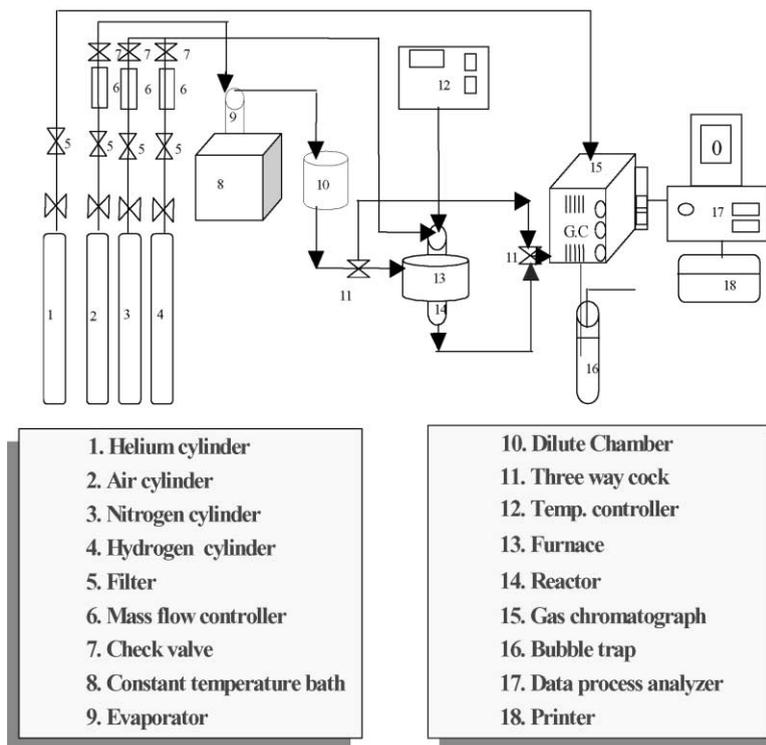 7 7 7
6 6 6
5 5 5 5
9
8
10
12
15
G.C
0
17
18
11
11
13
14
16
1 2 3 4
1. Helium cylinder
2. Air cylinder
3. Nitrogen cylinder
4. Hydrogen cylinder
5. Filter
6. Mass flow controller
7. Check valve
8. Constant temperature bath
9. Evaporator
10. Dilute Chamber
11. Three way cock
12. Temp. controller
13. Furnace
14. Reactor
15. Gas chromatograph
16. Bubble trap
17. Data process analyzer
18. Printer